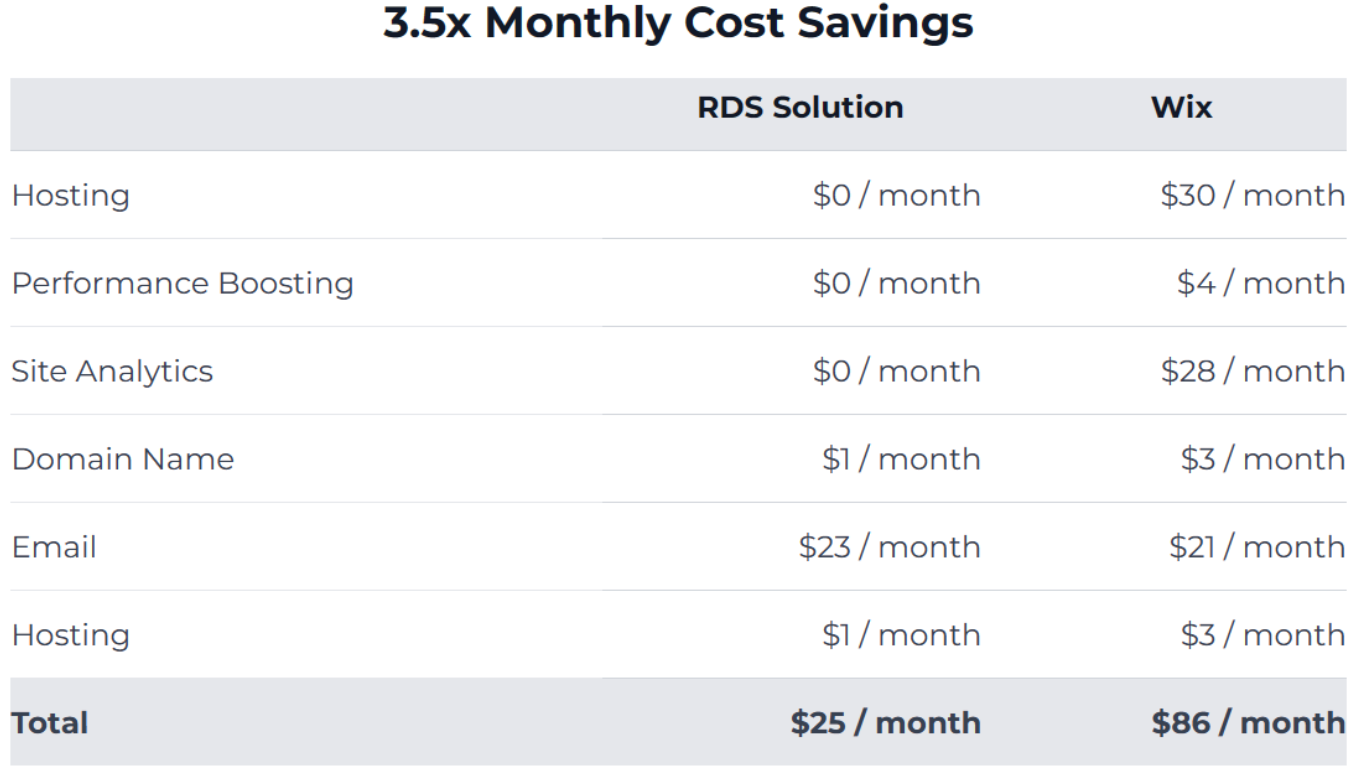 3.5x Monthly Cost Savings
RDS Solution Wix
Hosting $0 / month $30 / month
Performance Boosting $0 / month $4 / month
Site Analytics $0 / month $28 / month
Domain Name $1 / month $3 / month
Email $23 / month $21 / month
Hosting $1 / month $3 / month
Total $25 / month $86 / month